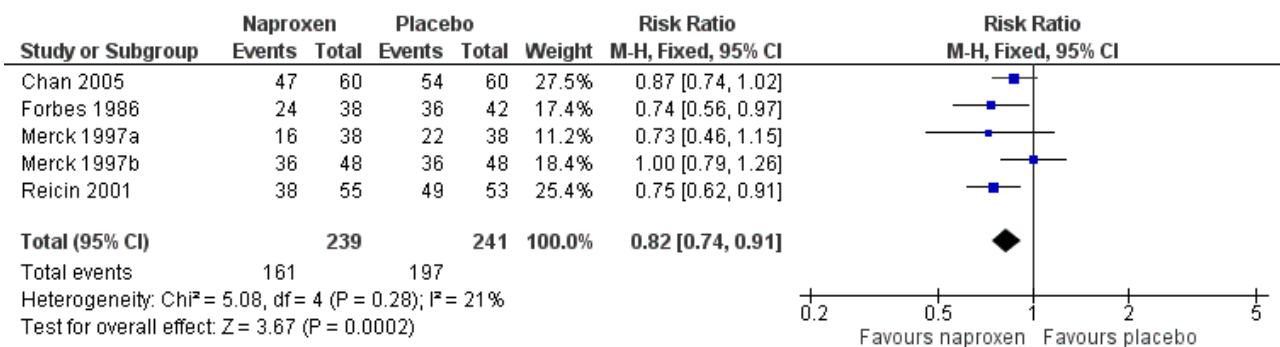 Naproxen Placebo Risk Ratio Risk Ratio
Study or Subgroup Events Total Events Total Weight M-H, Fixed, 95% CI M-H, Fixed, 95% CI
Chan 2005 47 60 54 60 27.5% 0.87 [0.74, 1.02]
Forbes 1986 24 38 36 42 17.4% 0.74 [0.56, 0.97]
Merck 1997a 16 38 22 38 11.2% 0.73 [0.46, 1.15]
Merck 1997b 36 48 36 48 18.4% 1.00 [0.79, 1.26]
Reicin 2001 38 55 49 53 25.4% 0.75 [0.62, 0.91]
Total (95% CI) 239 241 100.0% 0.82 [0.74, 0.91]
Total events 161 197
Heterogeneity: Chi² = 5.08, df = 4 (P = 0.28); I² = 21%
Test for overall effect: Z = 3.67 (P = 0.0002)
0.2 0.5 1 2 5
Favours naproxen Favours placebo